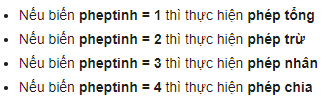 • Nếu biến pheptinh = 1 thì thực hiện phép tổng
• Nếu biến pheptinh = 2 thì thực hiện phép trừ
• Nếu biến pheptinh = 3 thì thực hiện phép nhân
• Nếu biến pheptinh = 4 thì thực hiện phép chia